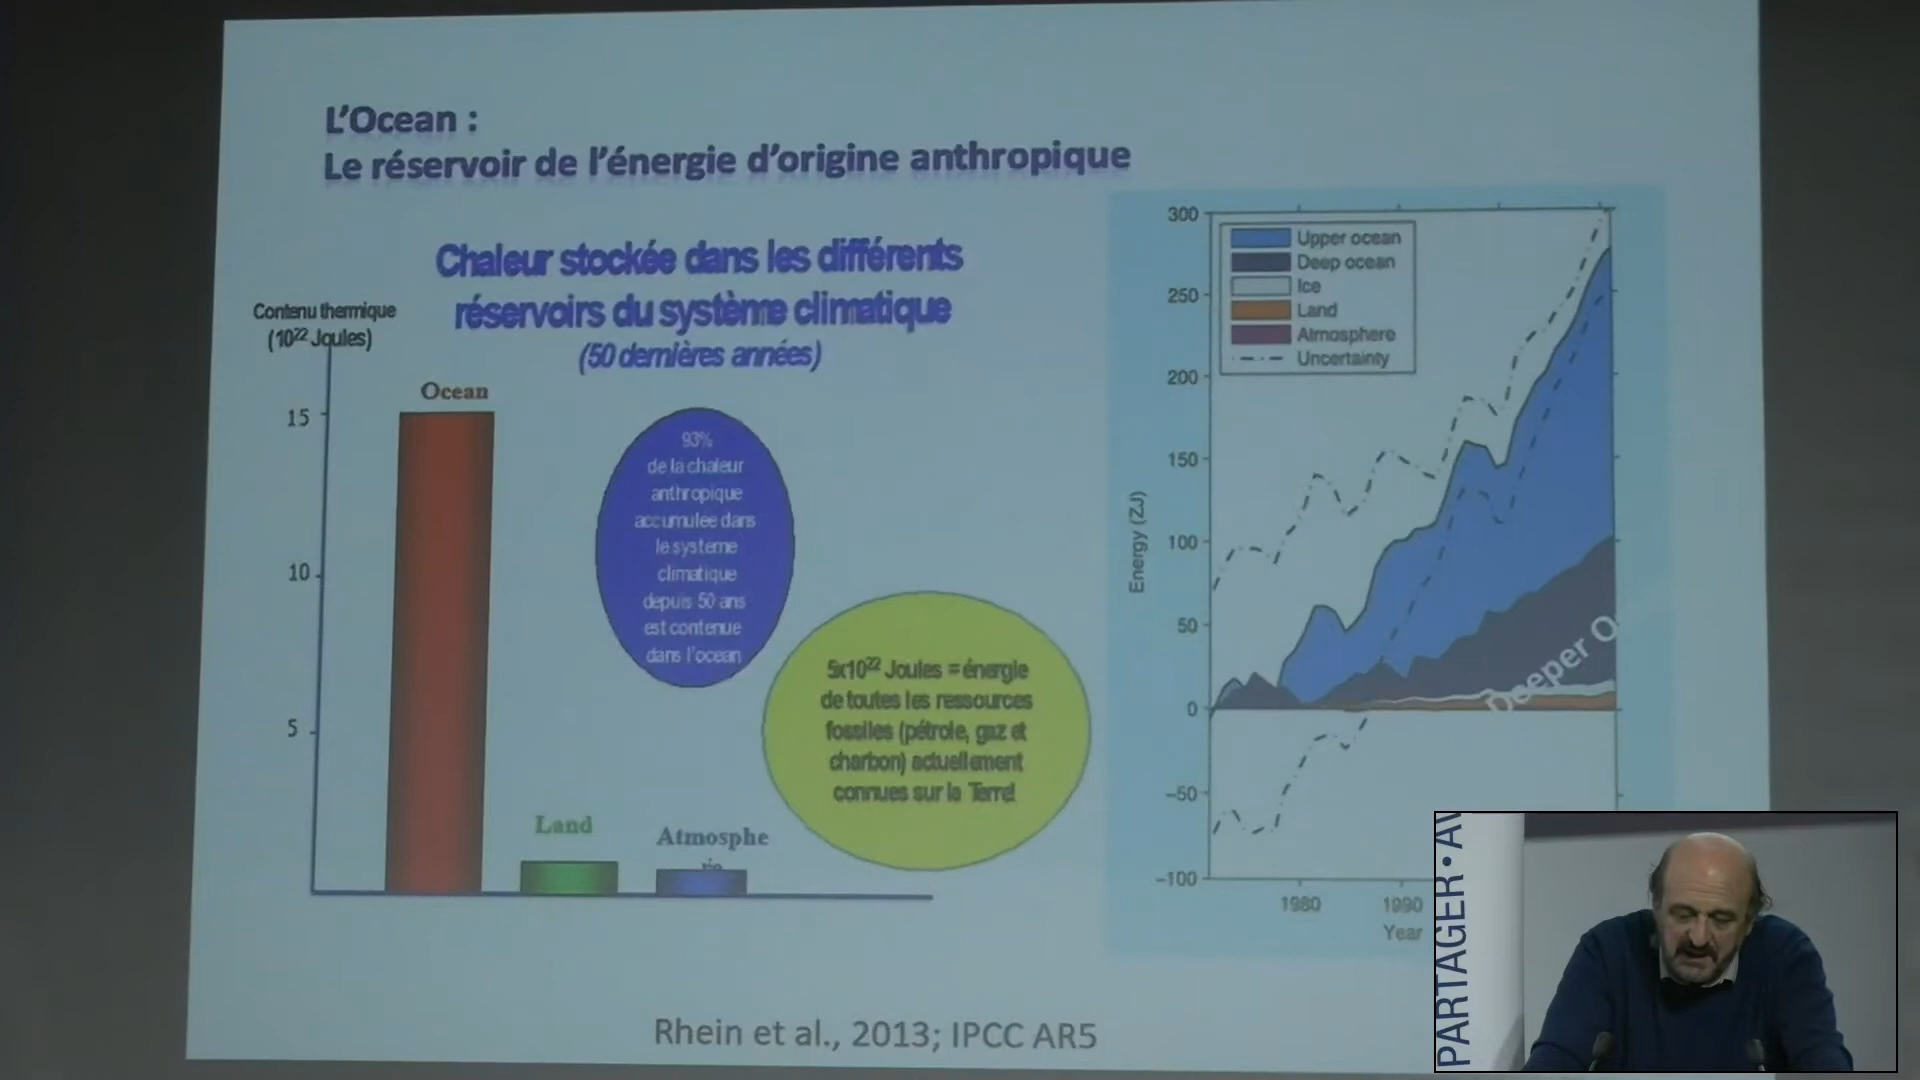 L'Ocean :
Le réservoir de l'énergie d'origine anthropique
Chaleur stockée dans les différents
réservoirs du système climatique
(50 dernières années)
Contenu thermique
(10²² Joules)
15
10
5
Ocean
Land
Atmosphe
rie
93%
de la chaleur
anthropique
accumulee dans
le systeme
climatique
depuis 50 ans
est contenue
dans l'ocean
5x10²² Joules = énergie
de toutes les ressources
fossiles (pétrole, gaz et
charbon) actuellement
connues sur la Terre!
300
250
200
150
100
50
0
−50
−100
Energy (ZJ)
Upper ocean
Deep ocean
Ice
Land
Atmosphere
Uncertainty
Deeper O
1980
1990
Year
Rhein et al., 2013; IPCC AR5
PARTAGER • AV